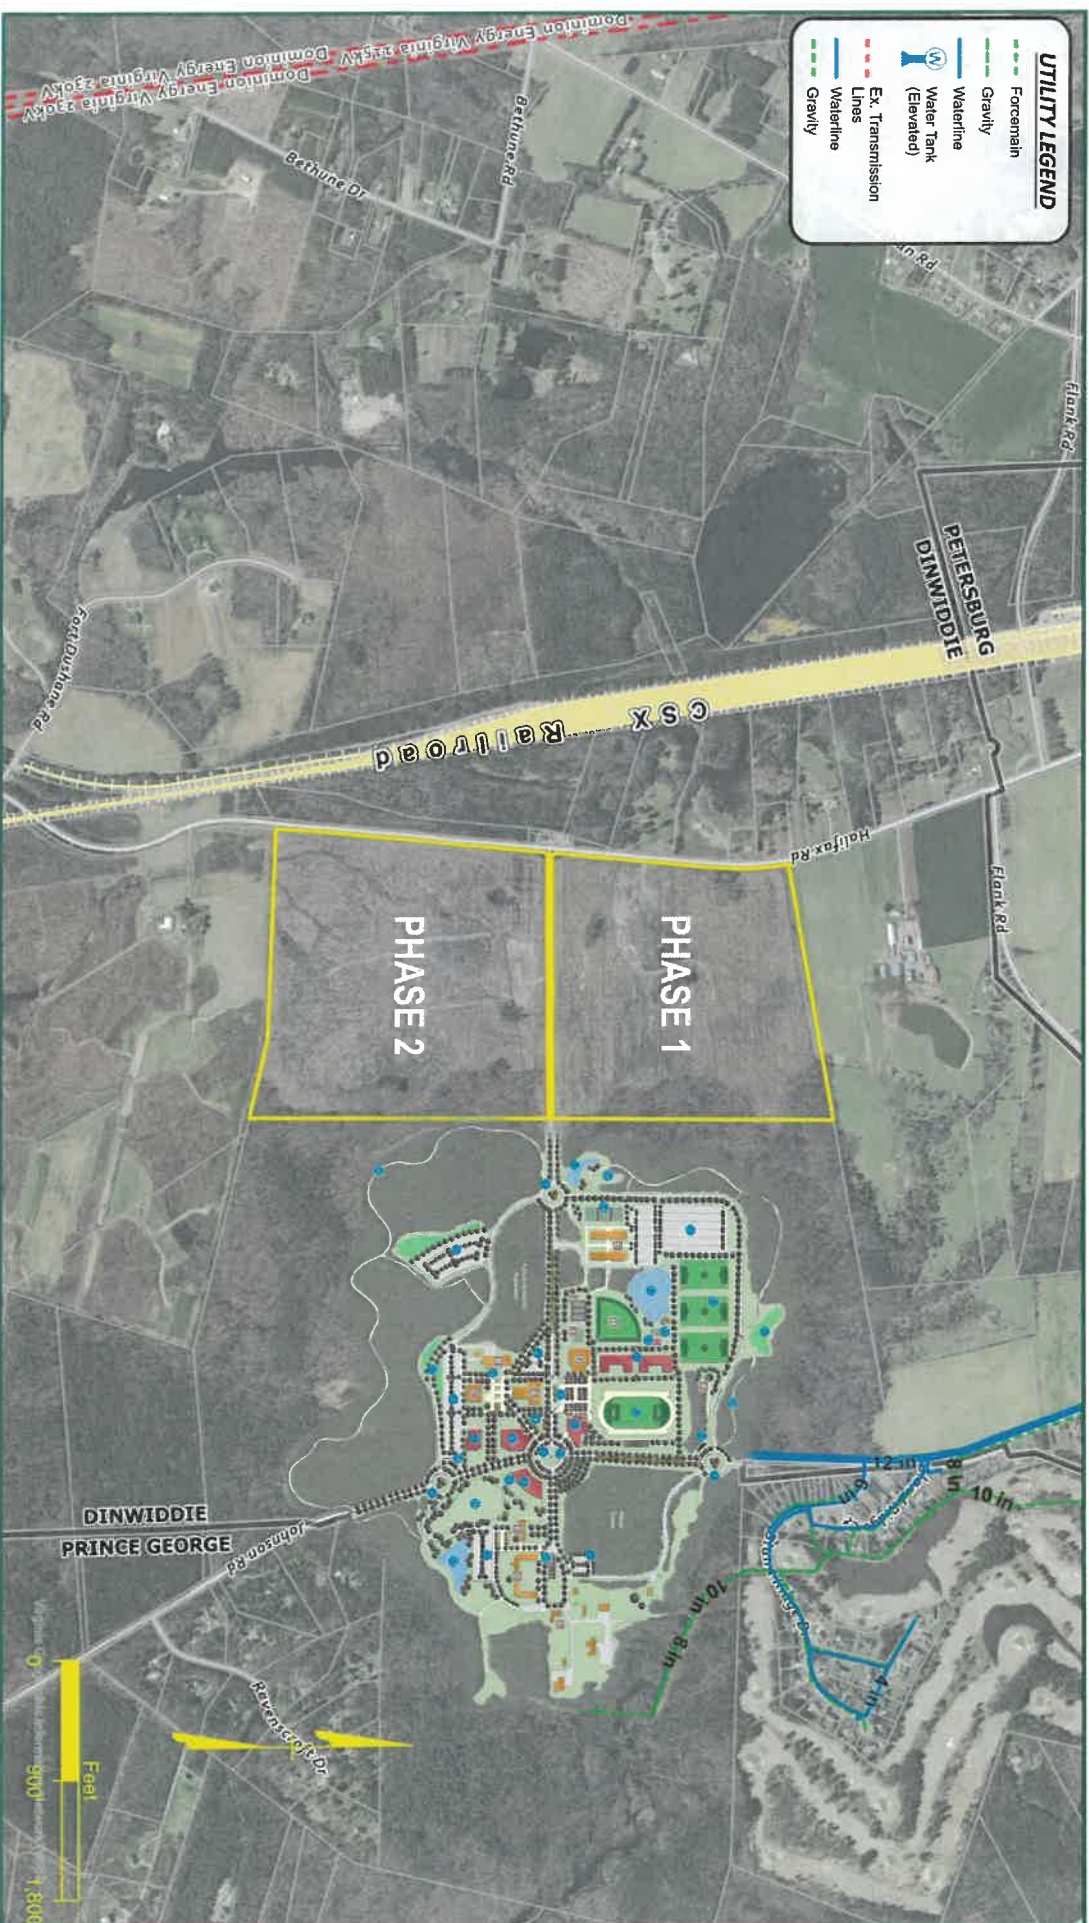 UTILITY LEGEND
Forcemain
Gravity
Waterline
W
Water Tank
(Elevated)
Ex. Transmission
Lines
Waterline
Gravity
Dominion Energy Virginia 115kV
Dominion Energy Virginia 230kV
Dominion Energy Virginia 230kV
Bethune Rd
Bethune Dr
Rd
Flank Rd
PETERSBURG
DINWIDDIE
Fort Dushane Rd
CSX Railroad
Halifax Rd
Flank Rd
PHASE 1
PHASE 2
12 in
8 in
10 in
6 in
4 in
10 in
8 in
DINWIDDIE
PRINCE GEORGE
Johnson Rd
Ravenscroft Dr
Feet
0
900
1,800